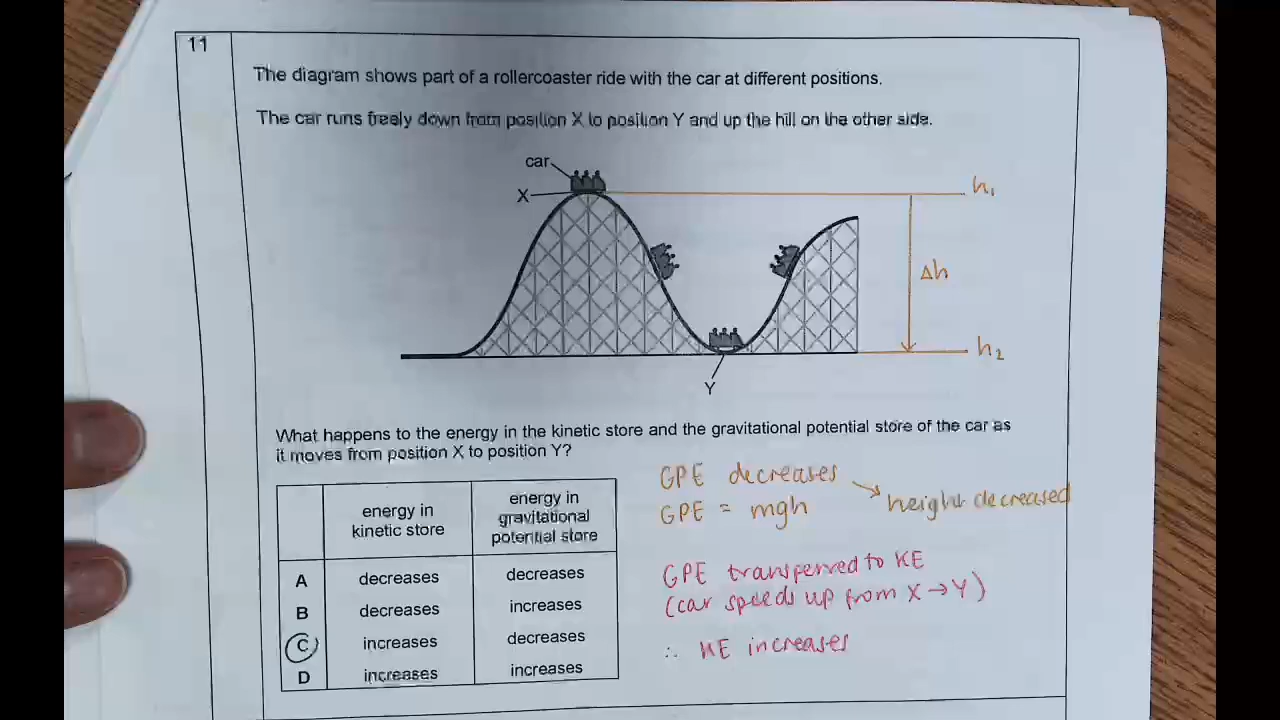 11
The diagram shows part of a rollercoaster ride with the car at different positions.
The car runs freely down from position X to position Y and up the hill on the other side.
car
X
h₁
Δh
h₂
Y
What happens to the energy in the kinetic store and the gravitational potential store of the car as
it moves from position X to position Y?
energy in
kinetic store
energy in
gravitational
potential store
A decreases decreases
B decreases increases
C increases decreases
D increases increases
GPE decreases
GPE = mgh
height decreased
GPE transferred to KE
(car speeds up from X → Y)
∴ KE increases